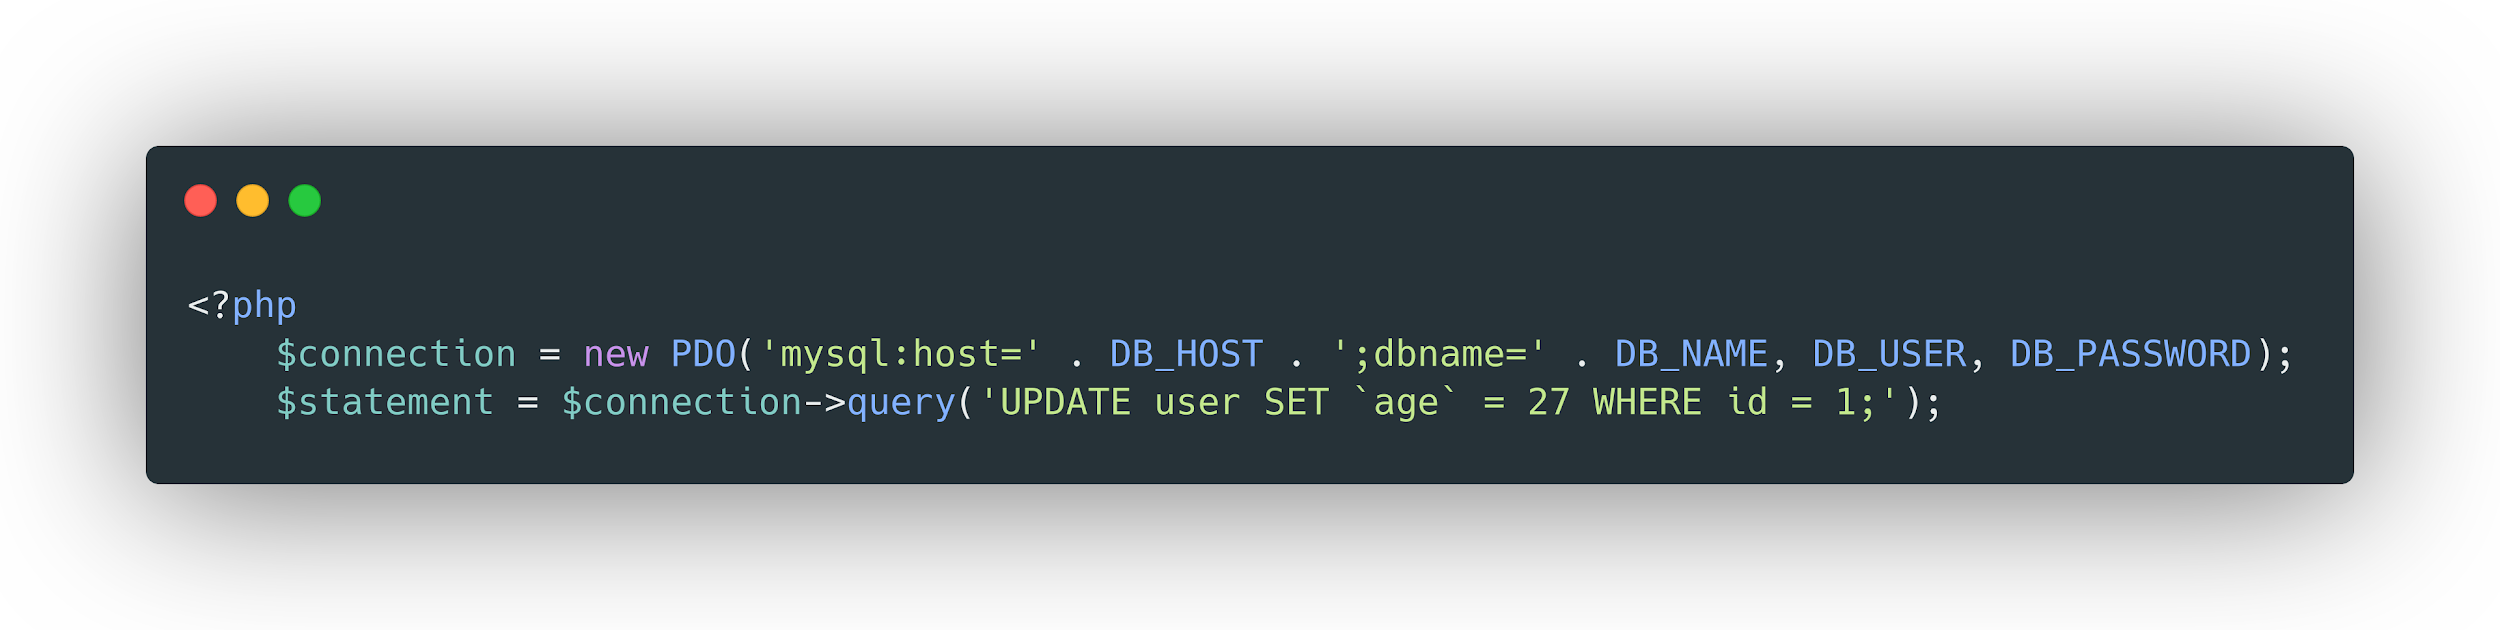 <?php
    $connection = new PDO('mysql:host=' . DB_HOST . ';dbname=' . DB_NAME, DB_USER, DB_PASSWORD);
    $statement = $connection->query('UPDATE user SET `age` = 27 WHERE id = 1;');